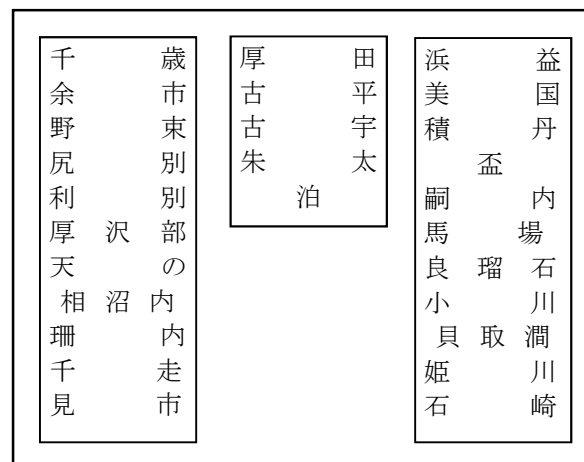 千歳
余市
野束
尻別
利別
厚沢部
天の
相沼内
珊内
千走
見市
厚田
古平
古宇
朱太
泊
浜益
美国
積丹
盃
嗣内
馬場
良瑠石
小川
貝取澗
姫川
石崎